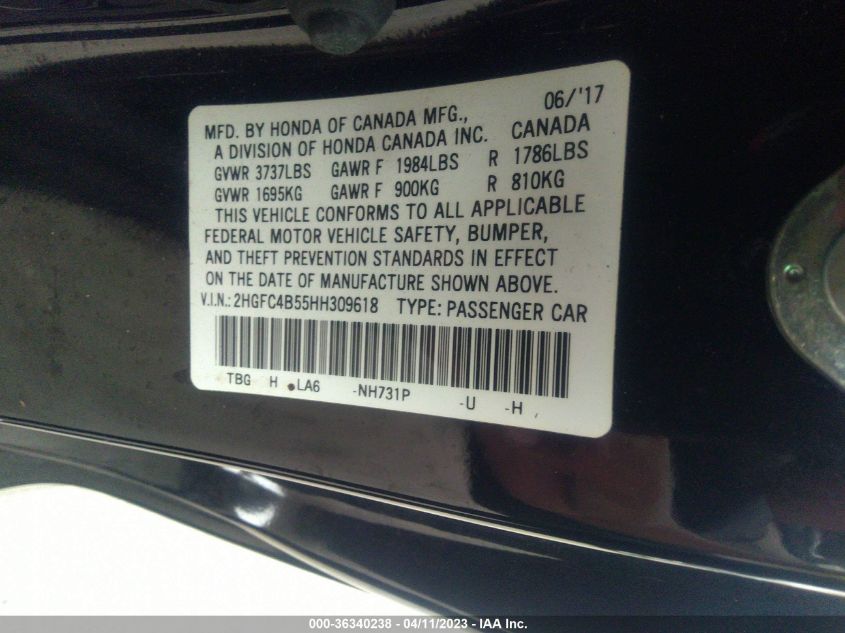 06/'17
MFD. BY HONDA OF CANADA MFG.,
A DIVISION OF HONDA CANADA INC. CANADA
GVWR 3737LBS GAWR F 1984LBS R 1786LBS
GVWR 1695KG GAWR F 900KG R 810KG
THIS VEHICLE CONFORMS TO ALL APPLICABLE
FEDERAL MOTOR VEHICLE SAFETY, BUMPER,
AND THEFT PREVENTION STANDARDS IN EFFECT
ON THE DATE OF MANUFACTURE SHOWN ABOVE.
V.I.N.: 2HGFC4B55HH309618 TYPE: PASSENGER CAR
TBG H LA6 -NH731P -U -H
000-36340238 - 04/11/2023 - IAA Inc.